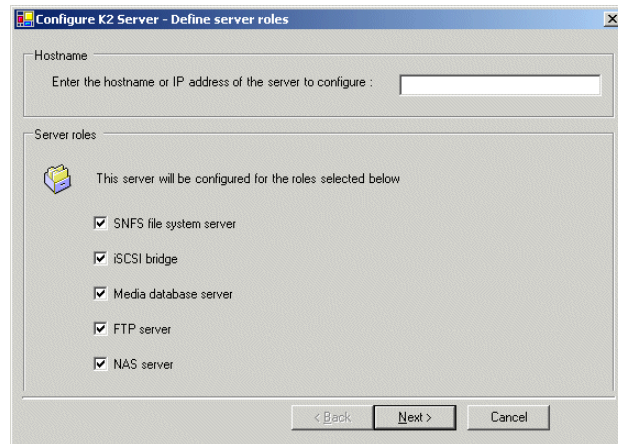 Configure K2 Server - Define server roles
Hostname
Enter the hostname or IP address of the server to configure :
Server roles
This server will be configured for the roles selected below
SNFS file system server
iSCSI bridge
Media database server
FTP server
NAS server
< Back
Next >
Cancel